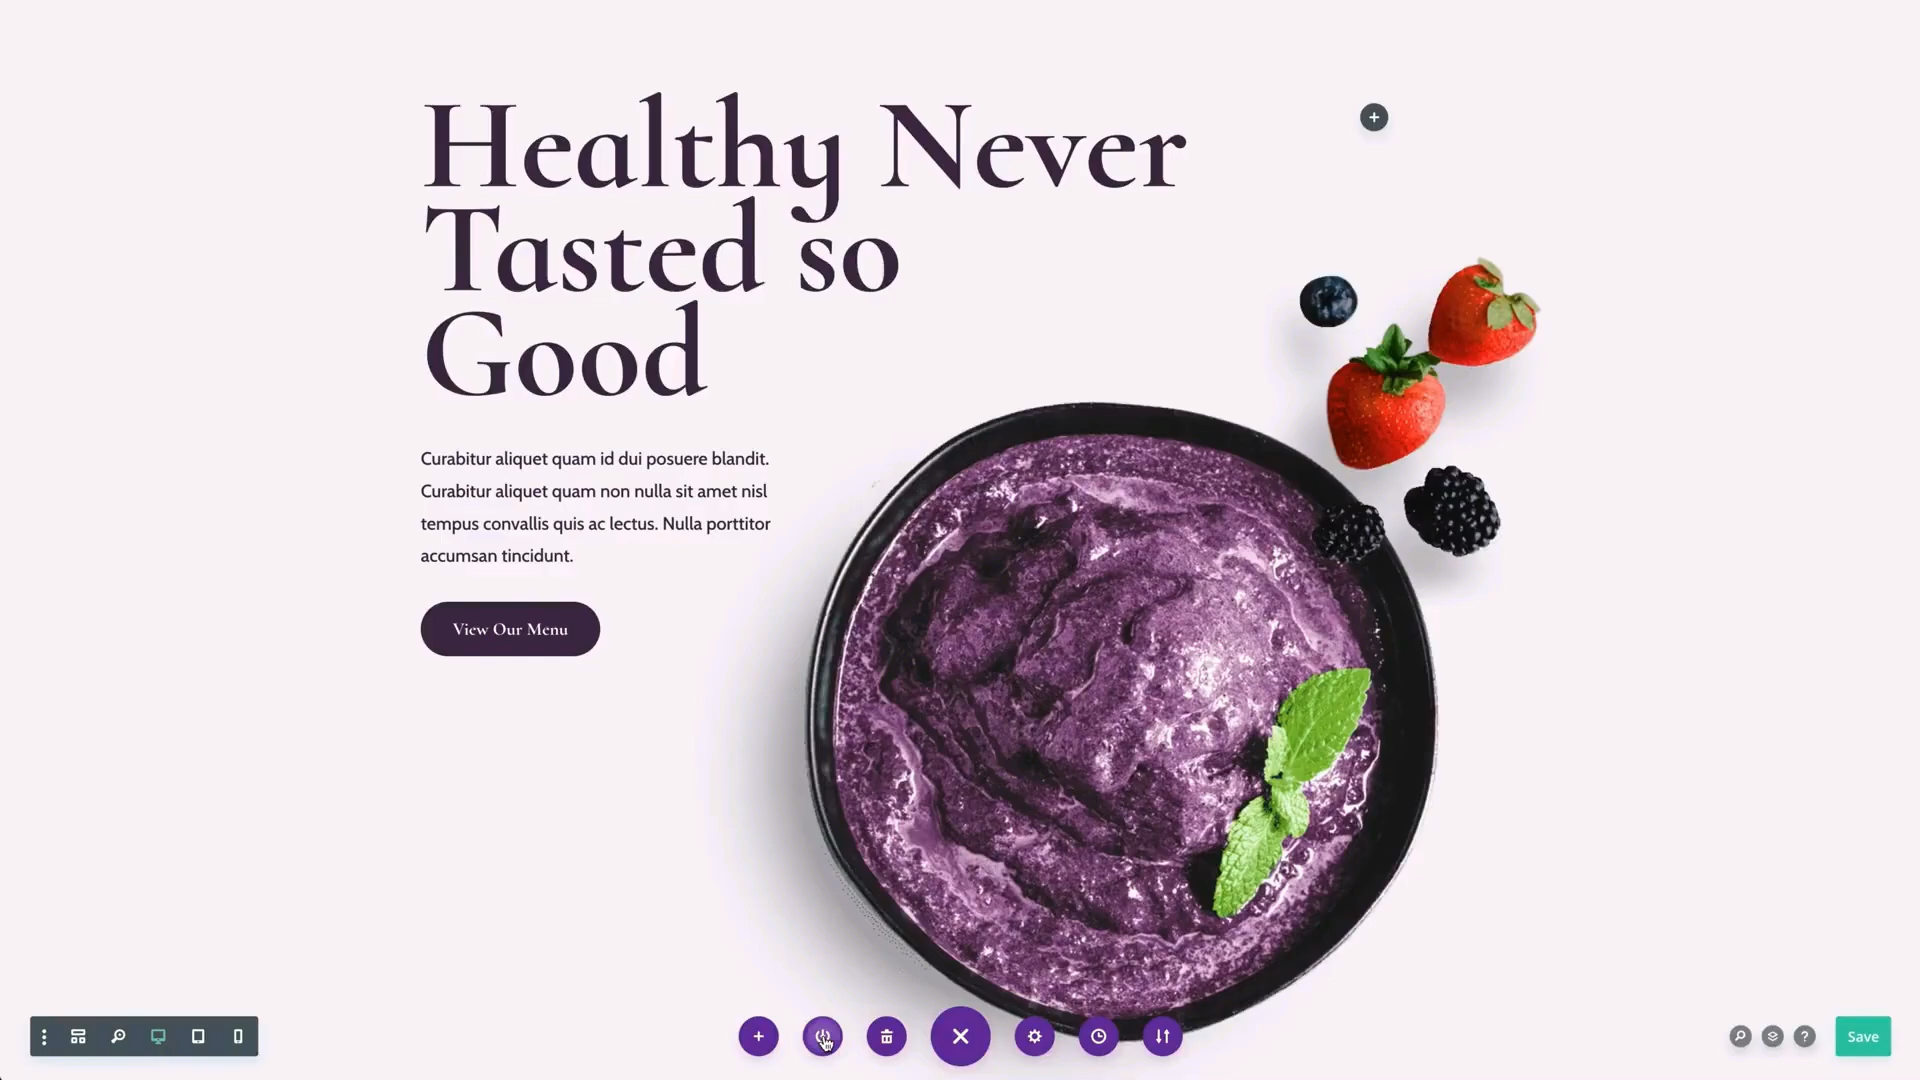 Healthy Never
Tasted so
Good
Curabitur aliquet quam id dui posuere blandit.
Curabitur aliquet quam non nulla sit amet nisl
tempus convallis quis ac lectus. Nulla porttitor
accumsan tincidunt.
View Our Menu
Save